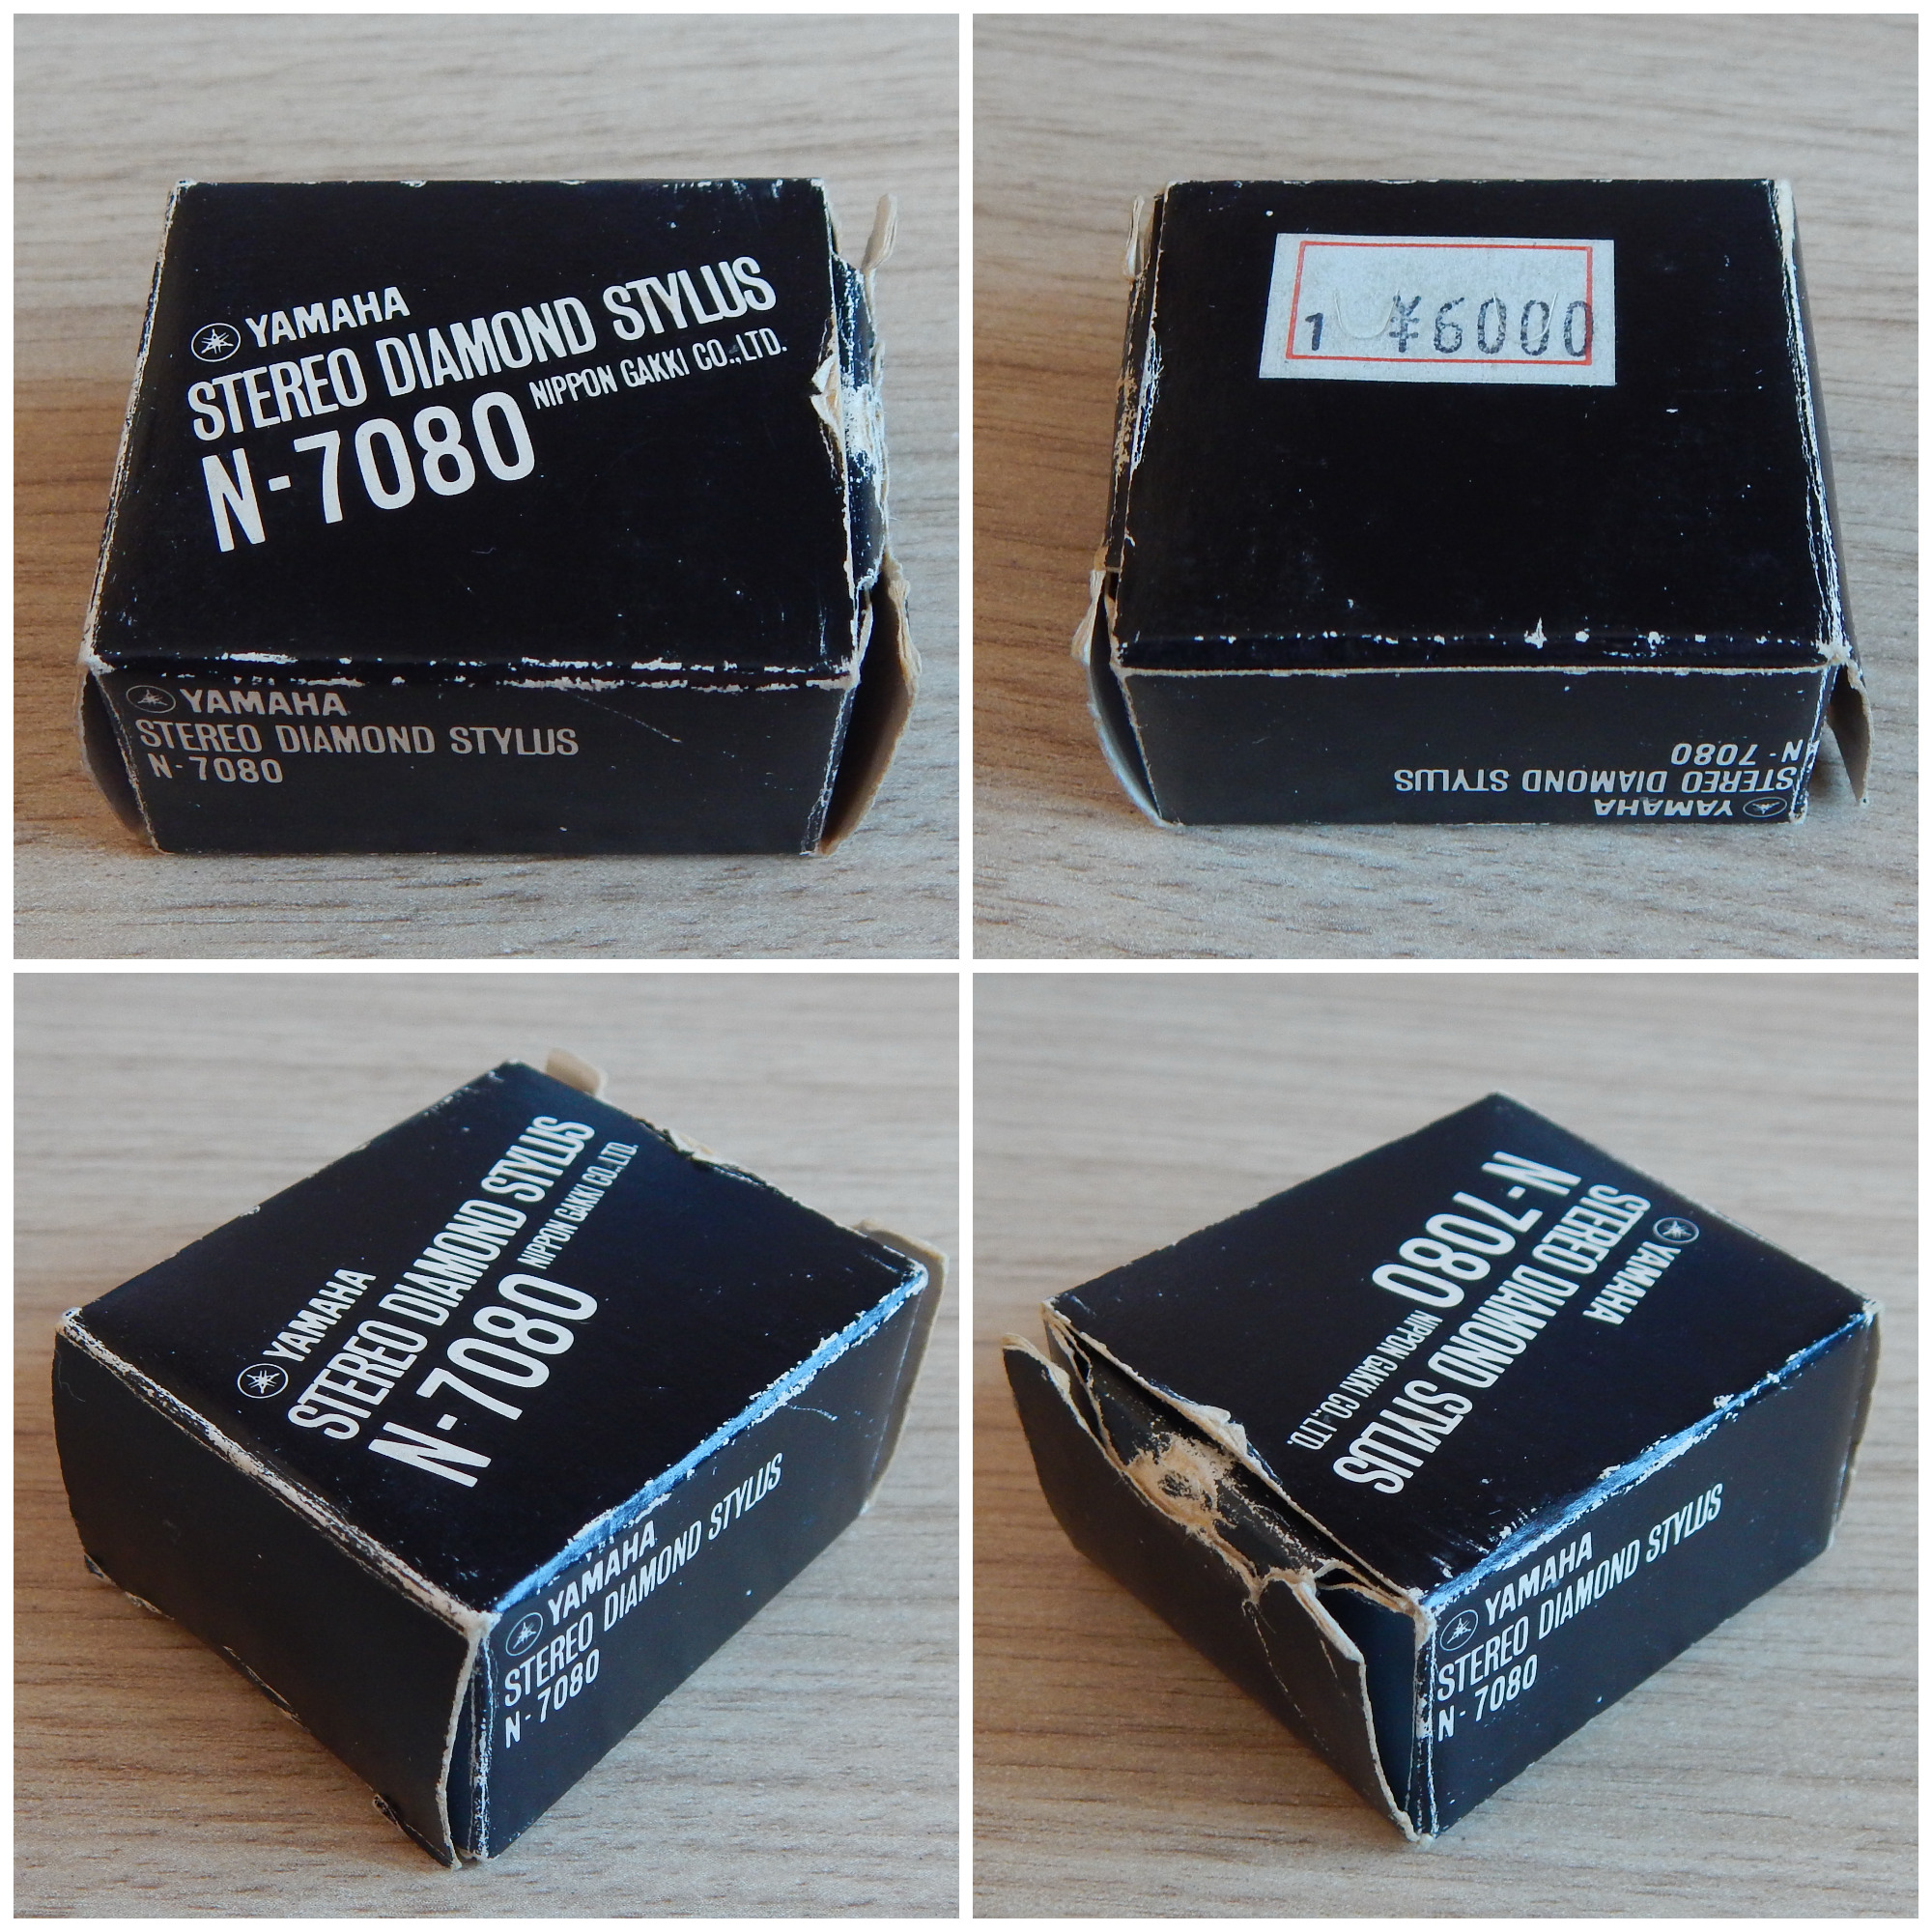 YAMAHA
STEREO DIAMOND STYLUS
N-7080 NIPPON GAKKI CO.,LTD.
YAMAHA
STEREO DIAMOND STYLUS
N-7080
1 ¥6000
YAMAHA
STEREO DIAMOND STYLUS
N-7080
YAMAHA
STEREO DIAMOND STYLUS
N-7080 NIPPON GAKKI CO.,LTD.
YAMAHA
STEREO DIAMOND STYLUS
N-7080
YAMAHA
STEREO DIAMOND STYLUS
N-7080 NIPPON GAKKI CO.,LTD.
YAMAHA
STEREO DIAMOND STYLUS
N-7080